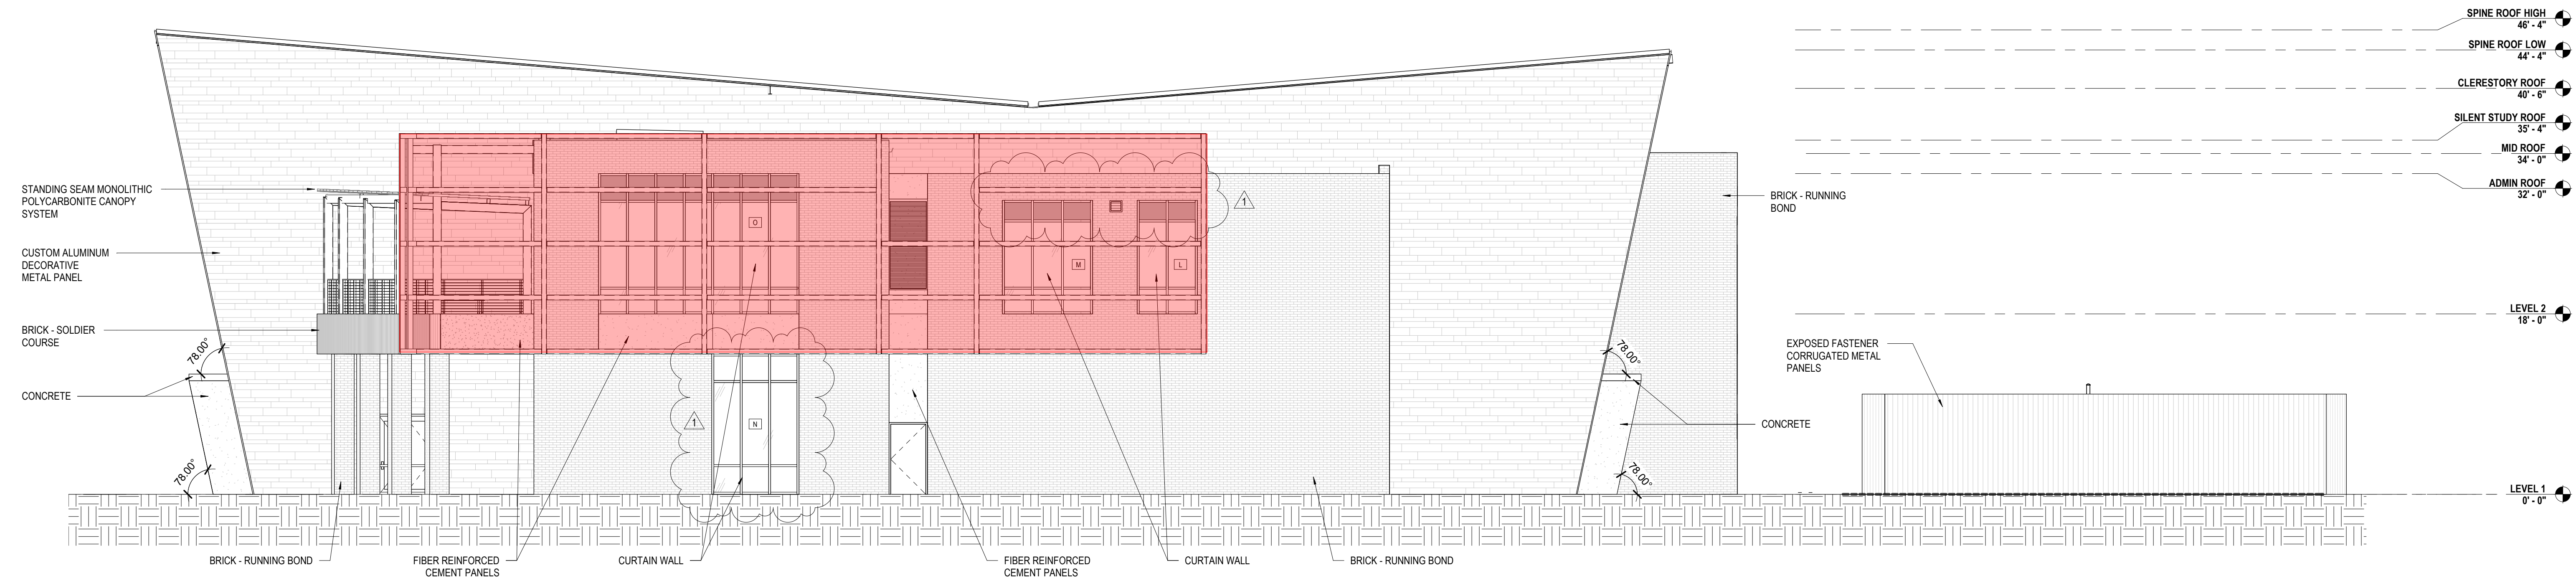 SPINE ROOF HIGH
46' - 4"
SPINE ROOF LOW
44' - 4"
CLERESTORY ROOF
40' - 6"
SILENT STUDY ROOF
35' - 4"
MID ROOF
34' - 0"
ADMIN ROOF
32' - 0"
LEVEL 2
18' - 0"
LEVEL 1
0' - 0"
STANDING SEAM MONOLITHIC
POLYCARBONITE CANOPY
SYSTEM
CUSTOM ALUMINUM
DECORATIVE
METAL PANEL
BRICK - SOLDIER
COURSE
CONCRETE
78.00°
78.00°
O
M
L
N
1
1
BRICK - RUNNING
BOND
78.00°
78.00°
CONCRETE
EXPOSED FASTENER
CORRUGATED METAL
PANELS
BRICK - RUNNING BOND
FIBER REINFORCED
CEMENT PANELS
CURTAIN WALL
FIBER REINFORCED
CEMENT PANELS
CURTAIN WALL
BRICK - RUNNING BOND